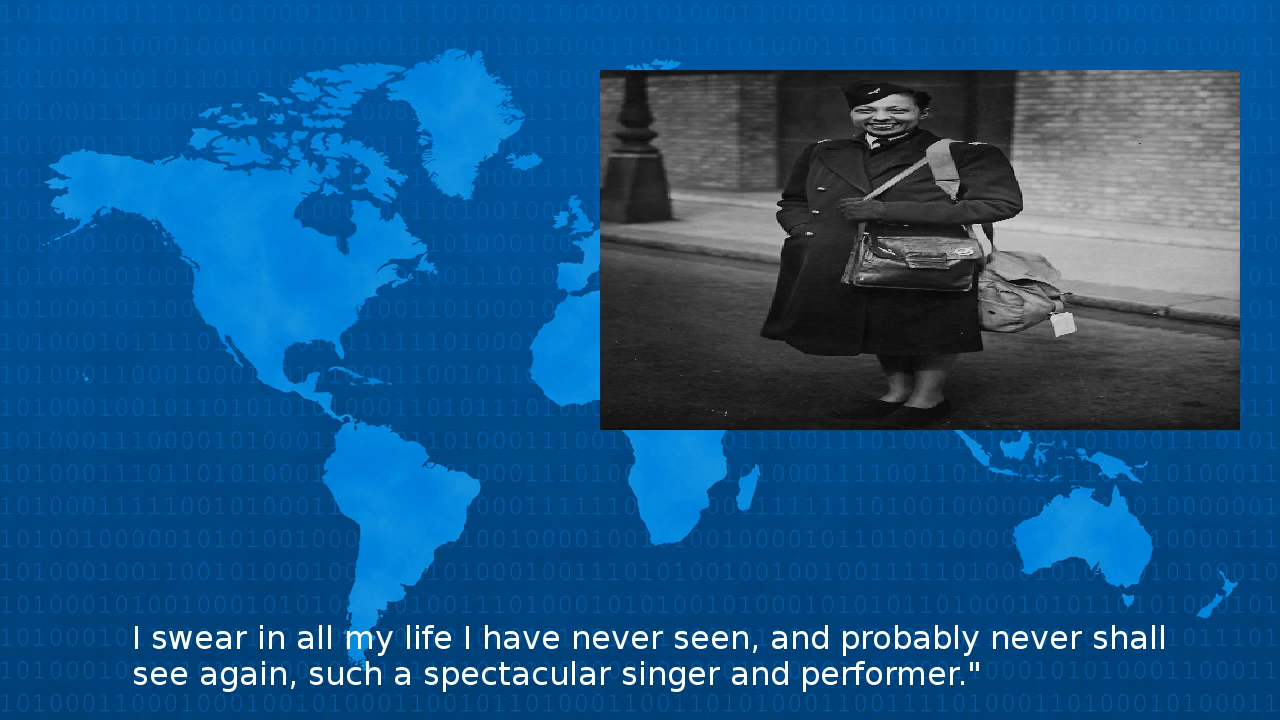 I swear in all my life I have never seen, and probably never shall
see again, such a spectacular singer and performer."